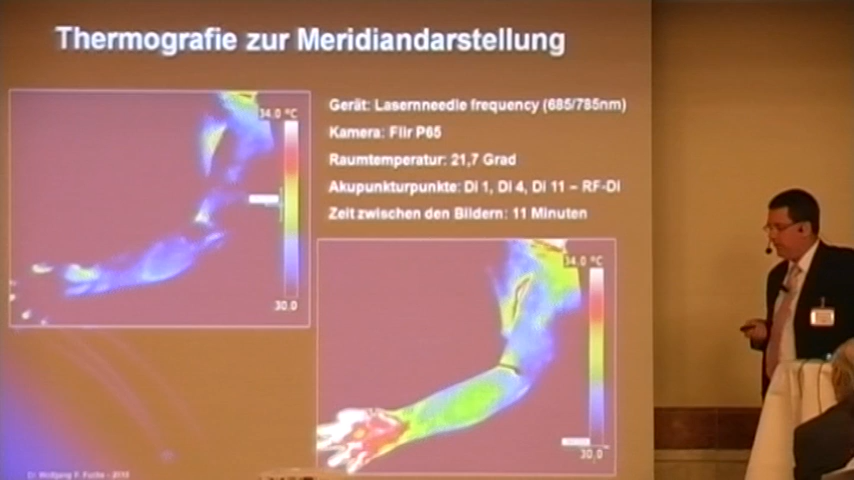 Thermografie zur Meridiandarstellung
34.0 °C
30.0
Gerät: Lasernneedle frequency (685/785nm)
Kamera: Flir P65
Raumtemperatur: 21,7 Grad
Akupunkturpunkte: Di 1, Di 4, Di 11 – RF-Di
Zeit zwischen den Bildern: 11 Minuten
34.0 °C
30.0